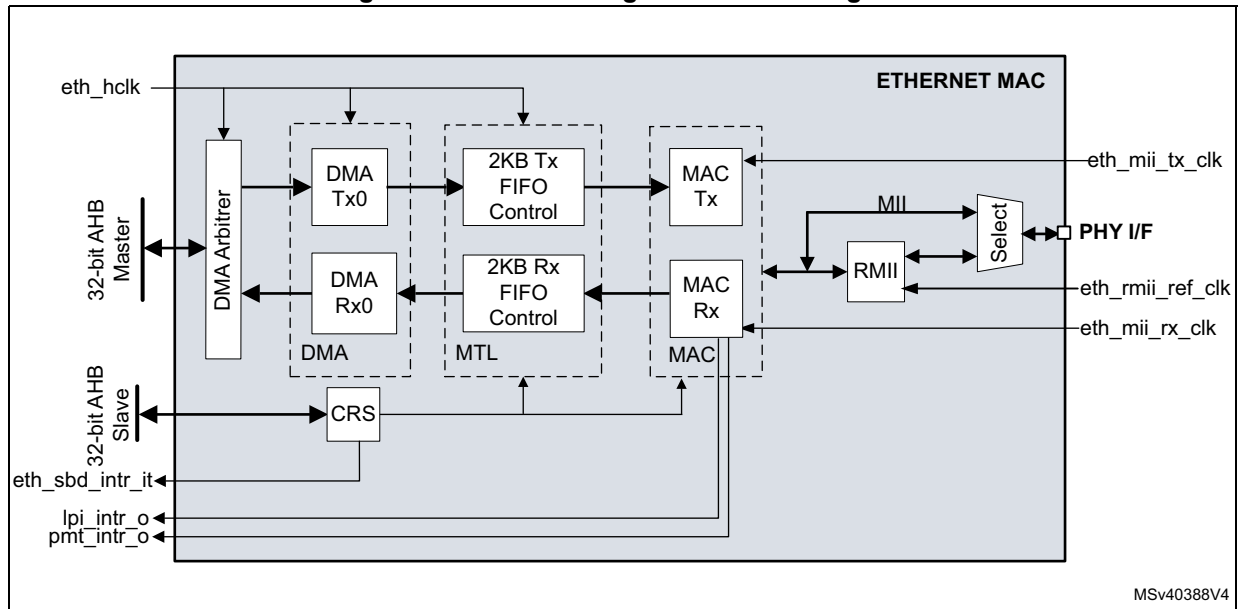 ETHERNET MAC
eth_hclk
DMA Arbitrer
DMA
Tx0
2KB Tx
FIFO
Control
MAC
Tx
eth_mii_tx_clk
32-bit AHB
Master
MII
Select
PHY I/F
DMA
Rx0
2KB Rx
FIFO
Control
MAC
Rx
RMII
eth_rmii_ref_clk
eth_mii_rx_clk
DMA
MTL
MAC
32-bit AHB
Slave
CRS
eth_sbd_intr_it
lpi_intr_o
pmt_intr_o
MSv40388V4